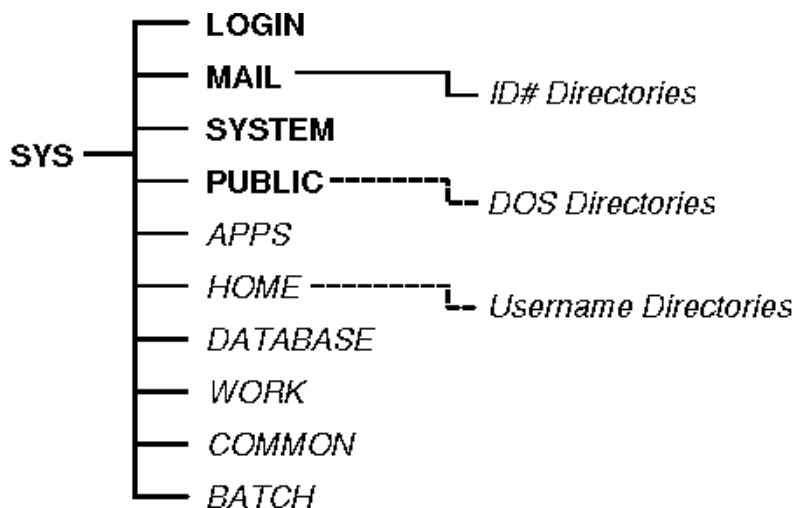 LOGIN
MAIL
ID# Directories
SYSTEM
SYS
PUBLIC
DOS Directories
APPS
HOME
Username Directories
DATABASE
WORK
COMMON
BATCH